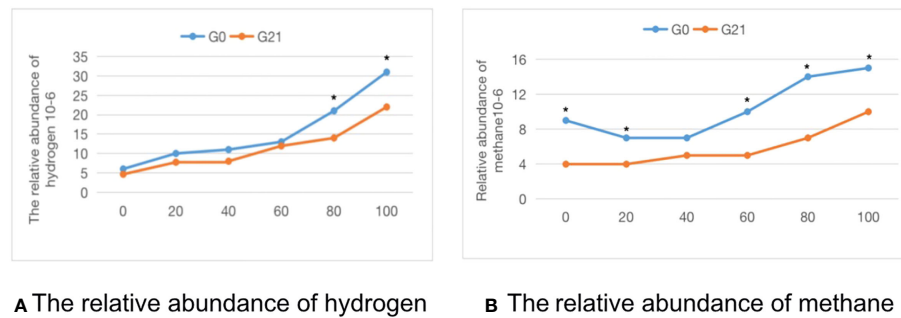 G0 G21
The relative abundance of
hydrogen 10-6
35
30
25
20
15
10
5
0
*
*
0 20 40 60 80 100
G0 G21
Relative abundance of
methane10-6
16
12
8
4
0
*
*
*
*
*
0 20 40 60 80 100
A The relative abundance of hydrogen
B The relative abundance of methane